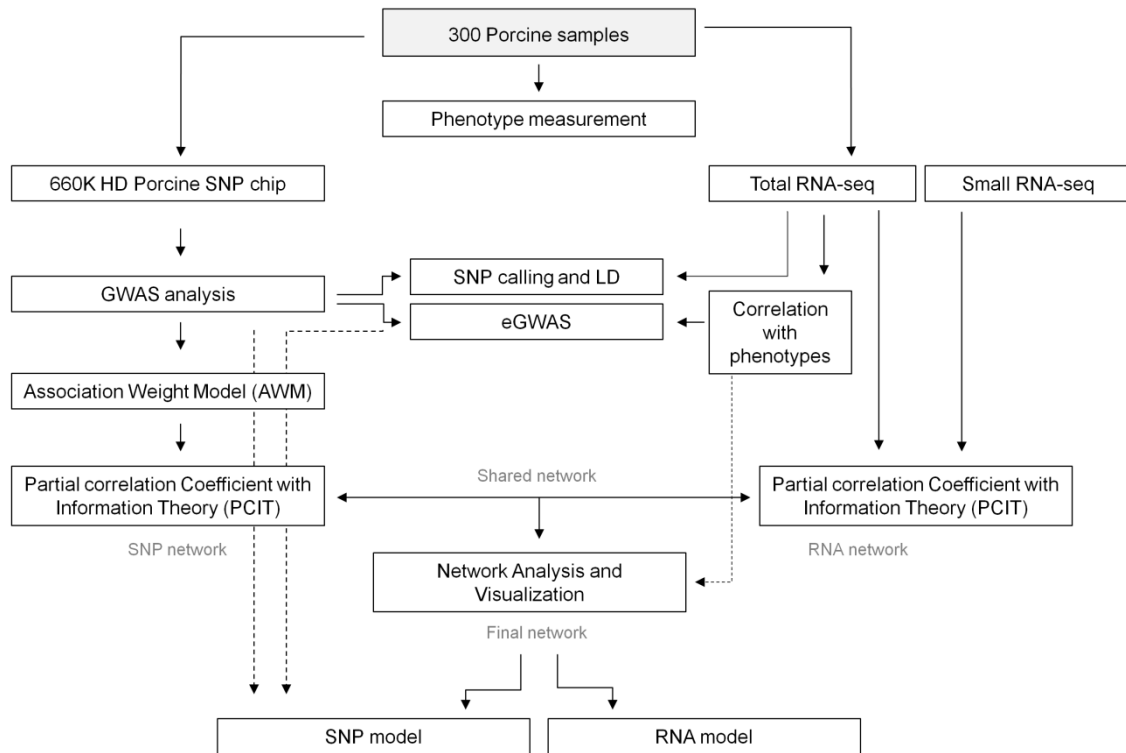 300 Porcine samples
Phenotype measurement
660K HD Porcine SNP chip
Total RNA-seq
Small RNA-seq
SNP calling and LD
GWAS analysis
eGWAS
Correlation
with
phenotypes
Association Weight Model (AWM)
Partial correlation Coefficient with
Information Theory (PCIT)
Shared network
Partial correlation Coefficient with
Information Theory (PCIT)
SNP network
RNA network
Network Analysis and
Visualization
Final network
SNP model
RNA model